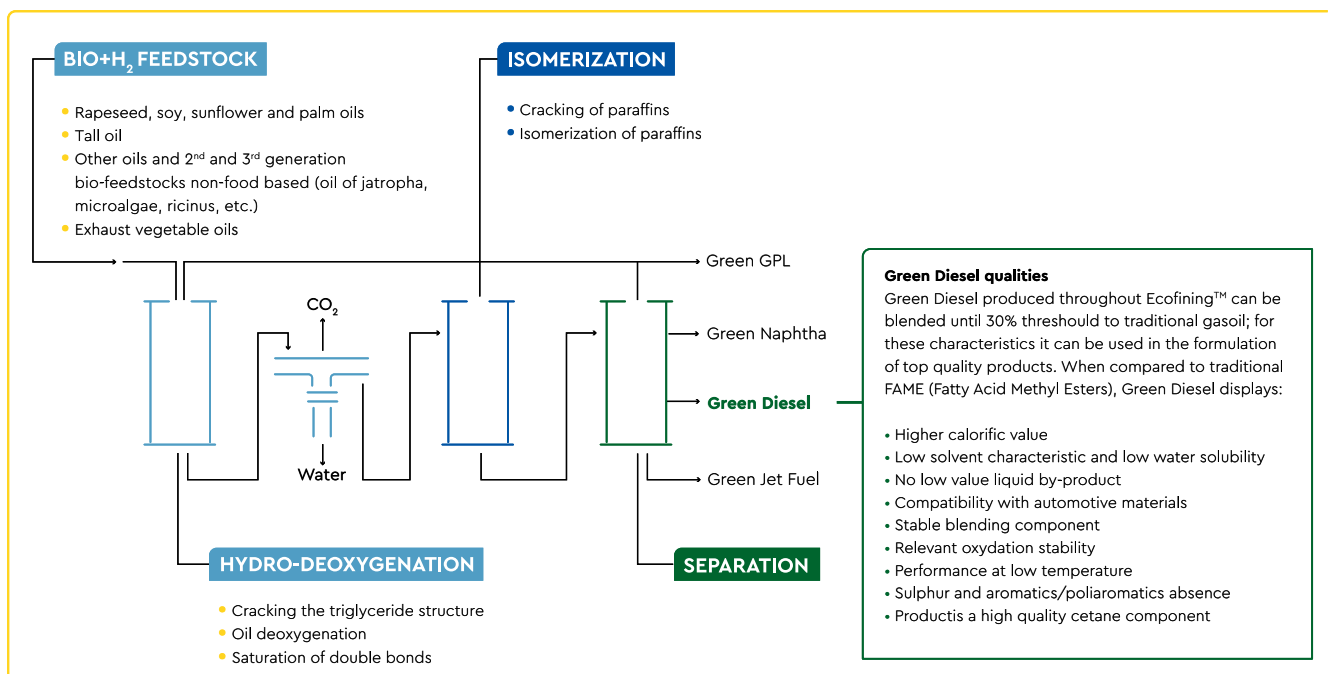 BIO+H₂ FEEDSTOCK
• Rapeseed, soy, sunflower and palm oils
• Tall oil
• Other oils and 2ⁿᵈ and 3ʳᵈ generation
bio-feedstocks non-food based (oil of jatropha,
microalgae, ricinus, etc.)
• Exhaust vegetable oils
ISOMERIZATION
• Cracking of paraffins
• Isomerization of paraffins
CO₂
Water
Green GPL
Green Naphtha
Green Diesel
Green Jet Fuel
HYDRO-DEOXYGENATION
• Cracking the triglyceride structure
• Oil deoxygenation
• Saturation of double bonds
SEPARATION
Green Diesel qualities
Green Diesel produced throughout Ecofining™ can be
blended until 30% threshould to traditional gasoil; for
these characteristics it can be used in the formulation
of top quality products. When compared to traditional
FAME (Fatty Acid Methyl Esters), Green Diesel displays:
• Higher calorific value
• Low solvent characteristic and low water solubility
• No low value liquid by-product
• Compatibility with automotive materials
• Stable blending component
• Relevant oxydation stability
• Performance at low temperature
• Sulphur and aromatics/poliaromatics absence
• Productis a high quality cetane component